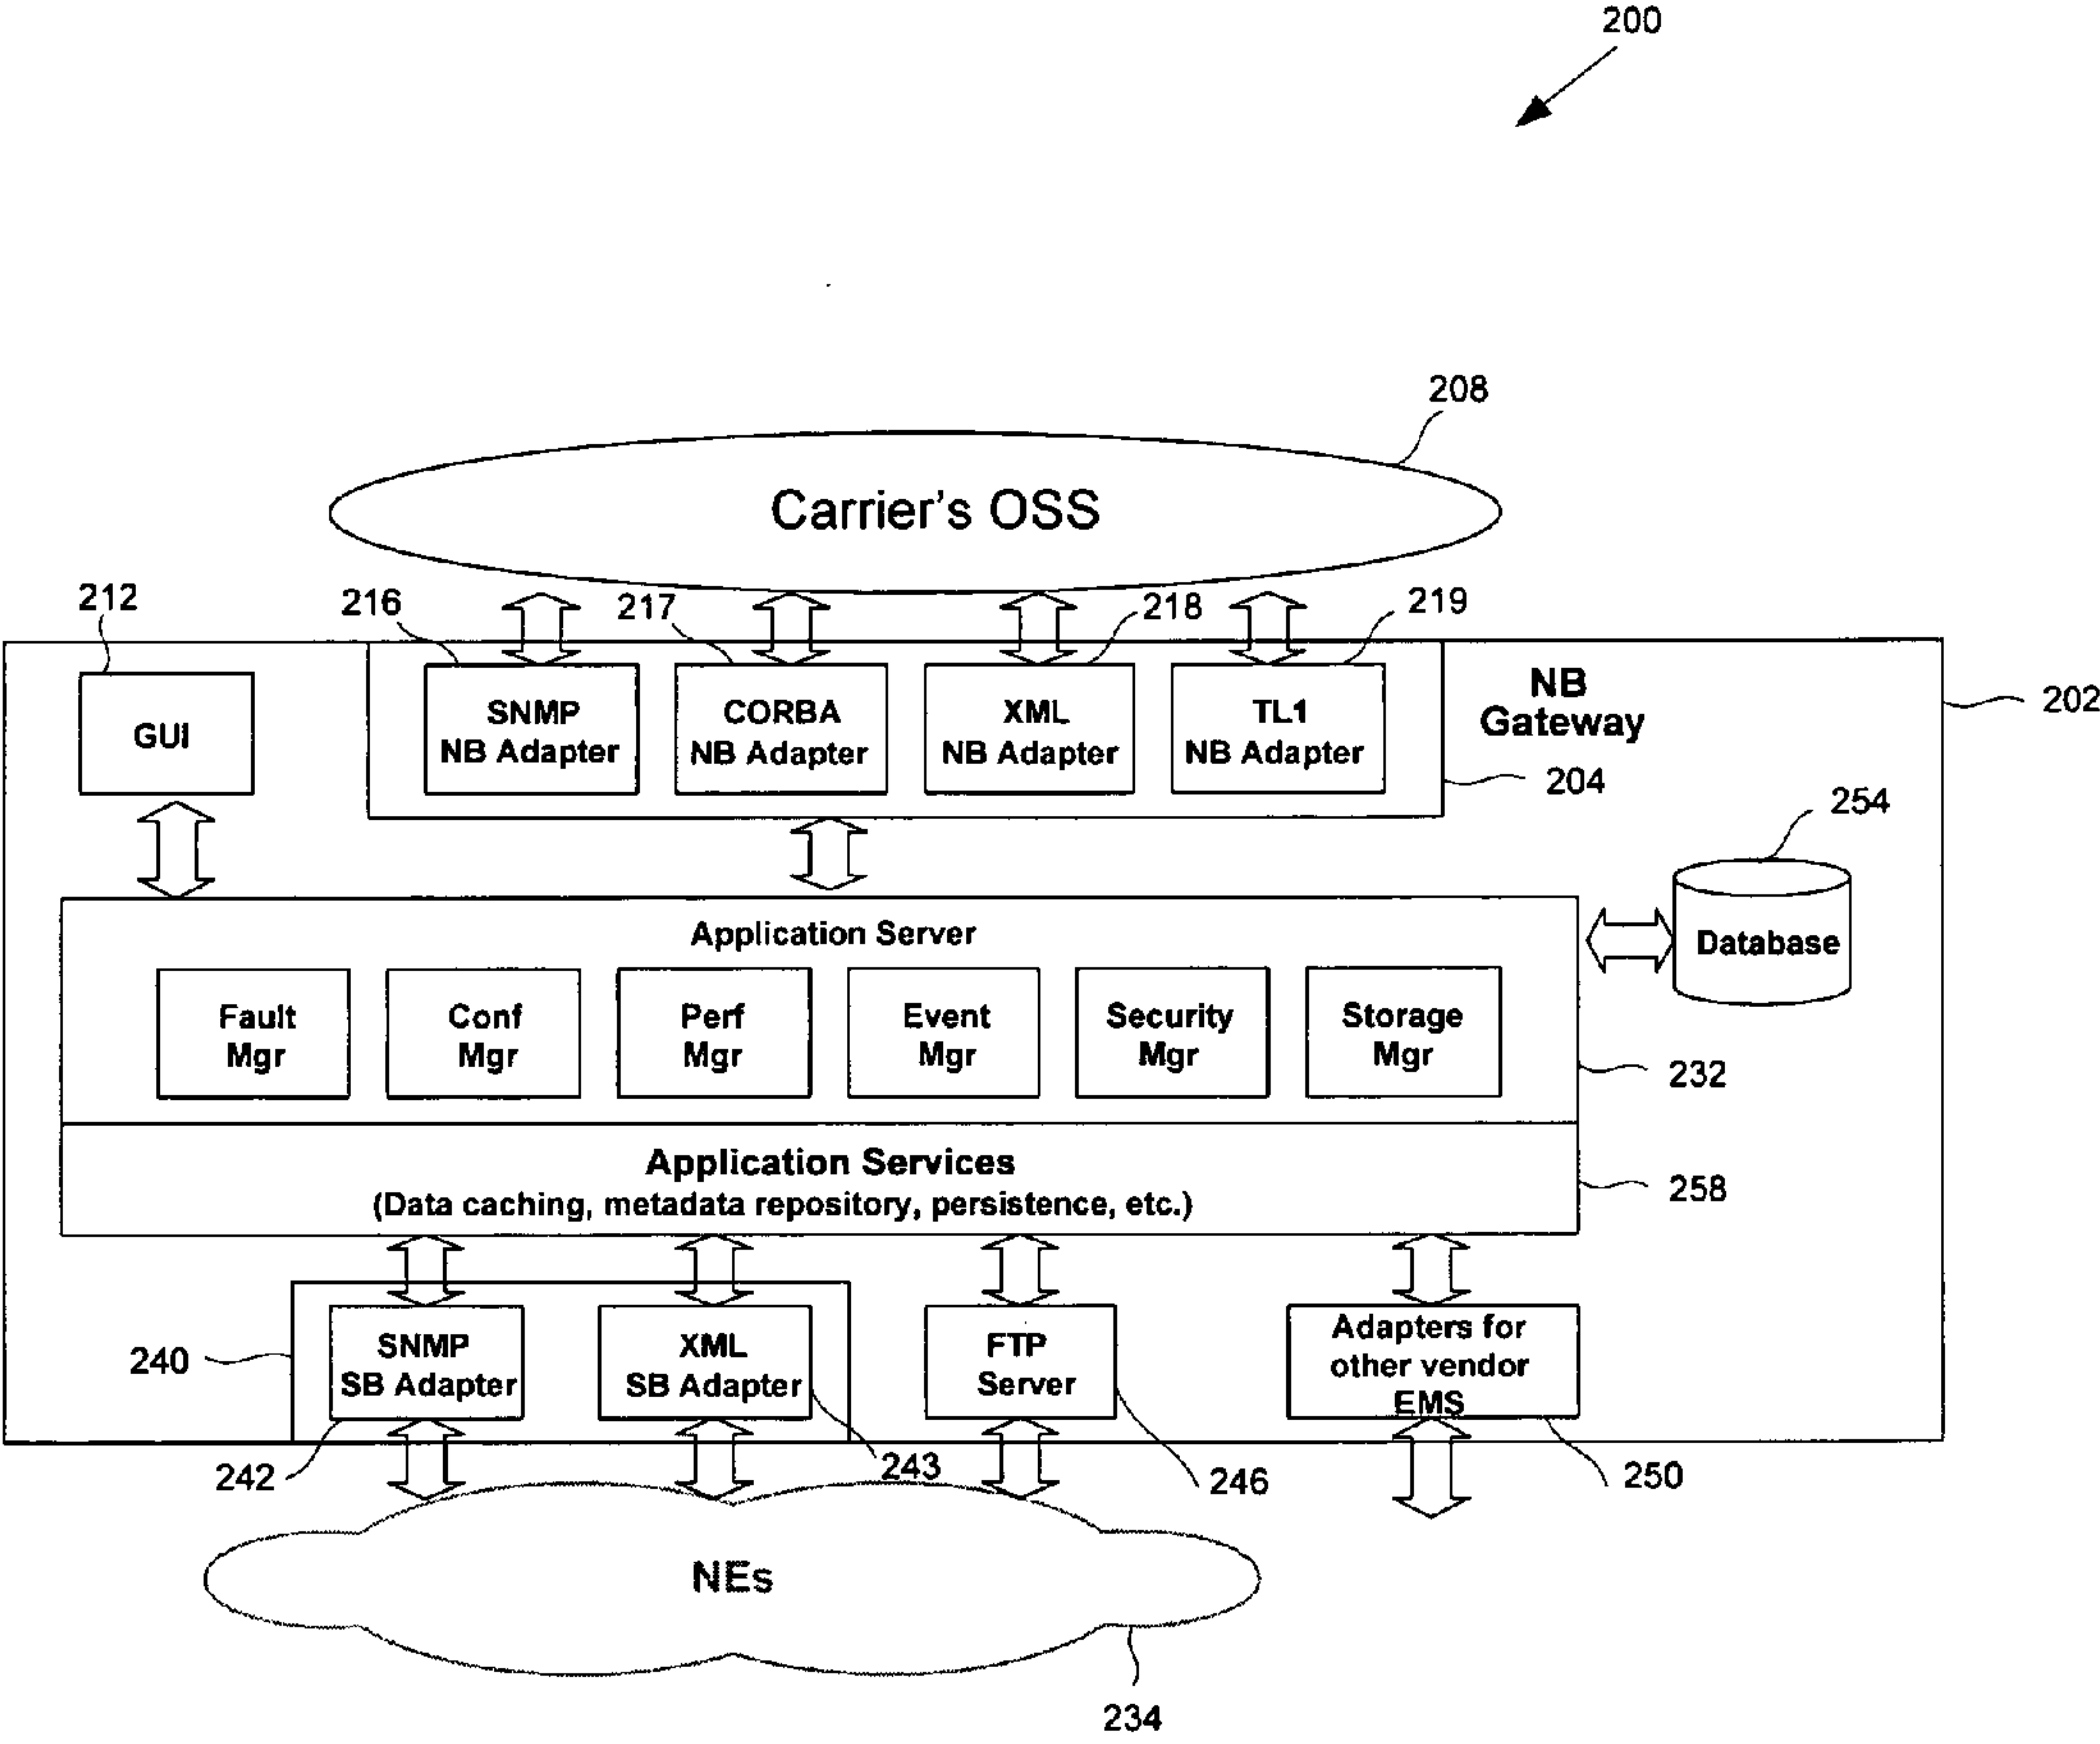 200
208
Carrier's OSS
212
216
217
218
219
GUI
SNMP
NB Adapter
CORBA
NB Adapter
XML
NB Adapter
TL1
NB Adapter
NB
Gateway
202
204
254
Database
Application Server
Fault
Mgr
Conf
Mgr
Perf
Mgr
Event
Mgr
Security
Mgr
Storage
Mgr
232
Application Services
(Data caching, metadata repository, persistence, etc.)
258
240
SNMP
SB Adapter
XML
SB Adapter
FTP
Server
Adapters for
other vendor
EMS
242
243
246
250
NEs
234